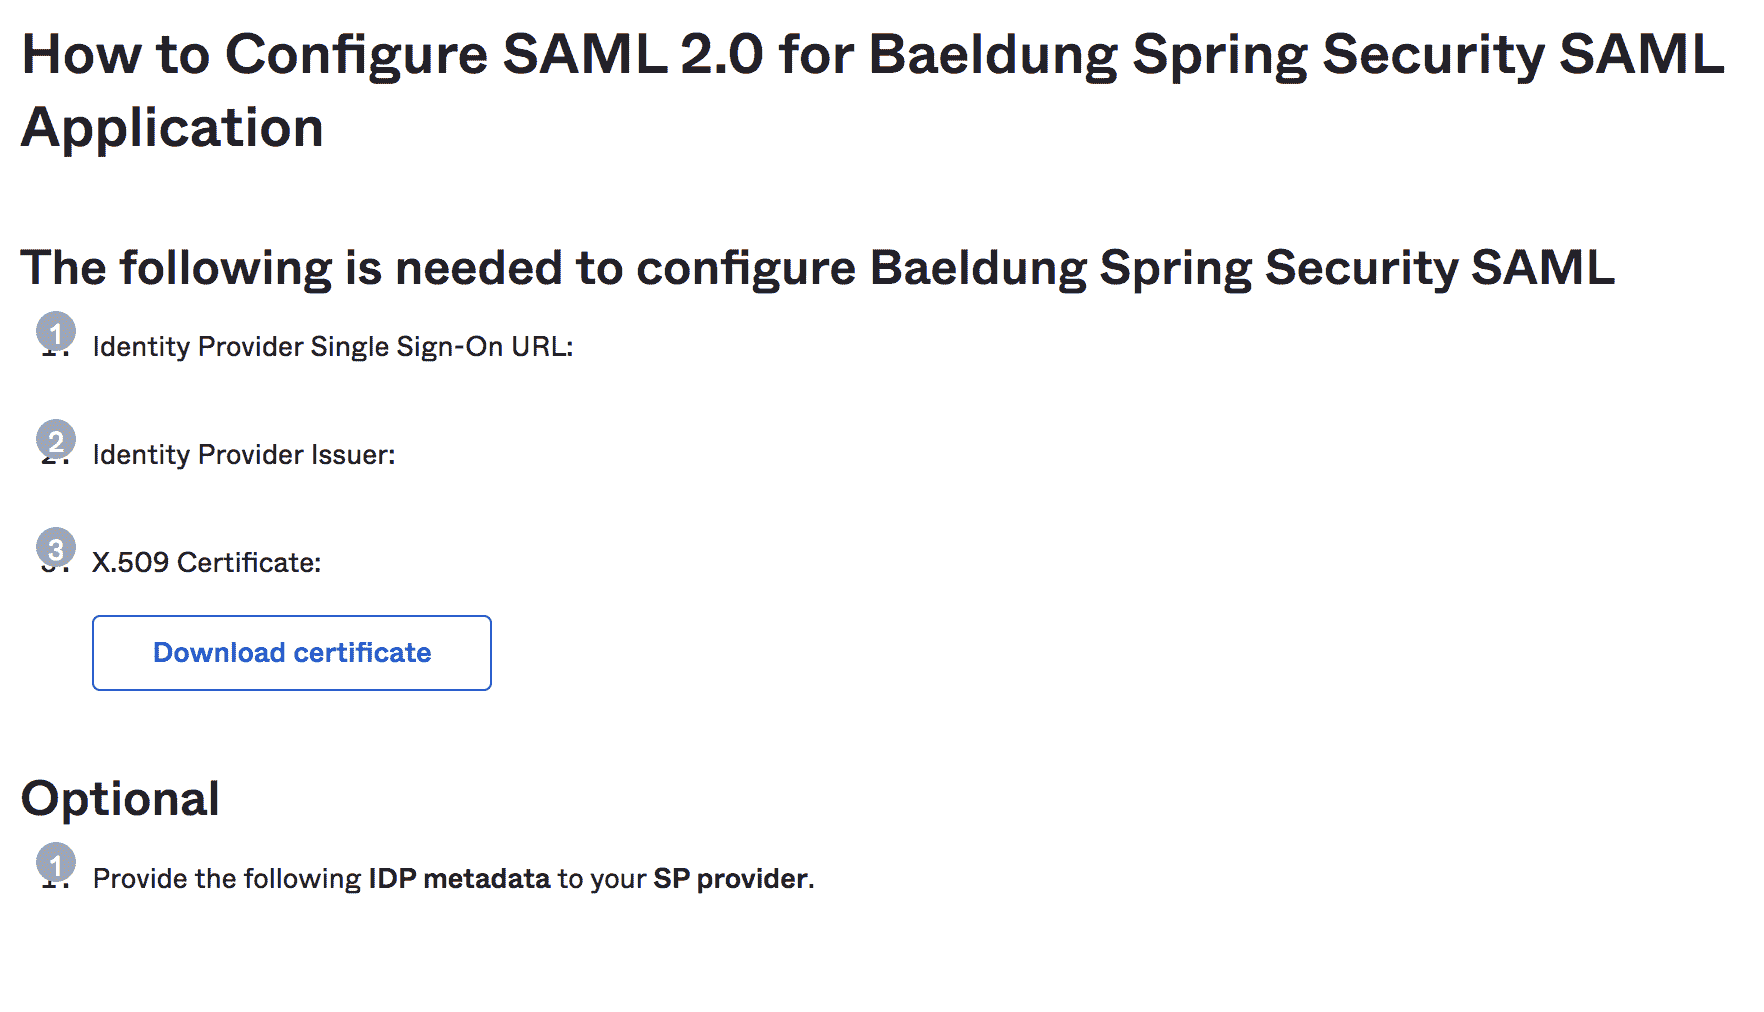 How to Configure SAML 2.0 for Baeldung Spring Security SAML
Application
The following is needed to configure Baeldung Spring Security SAML
1 Identity Provider Single Sign-On URL:
2 Identity Provider Issuer:
3 X.509 Certificate:
Download certificate
Optional
1 Provide the following IDP metadata to your SP provider.